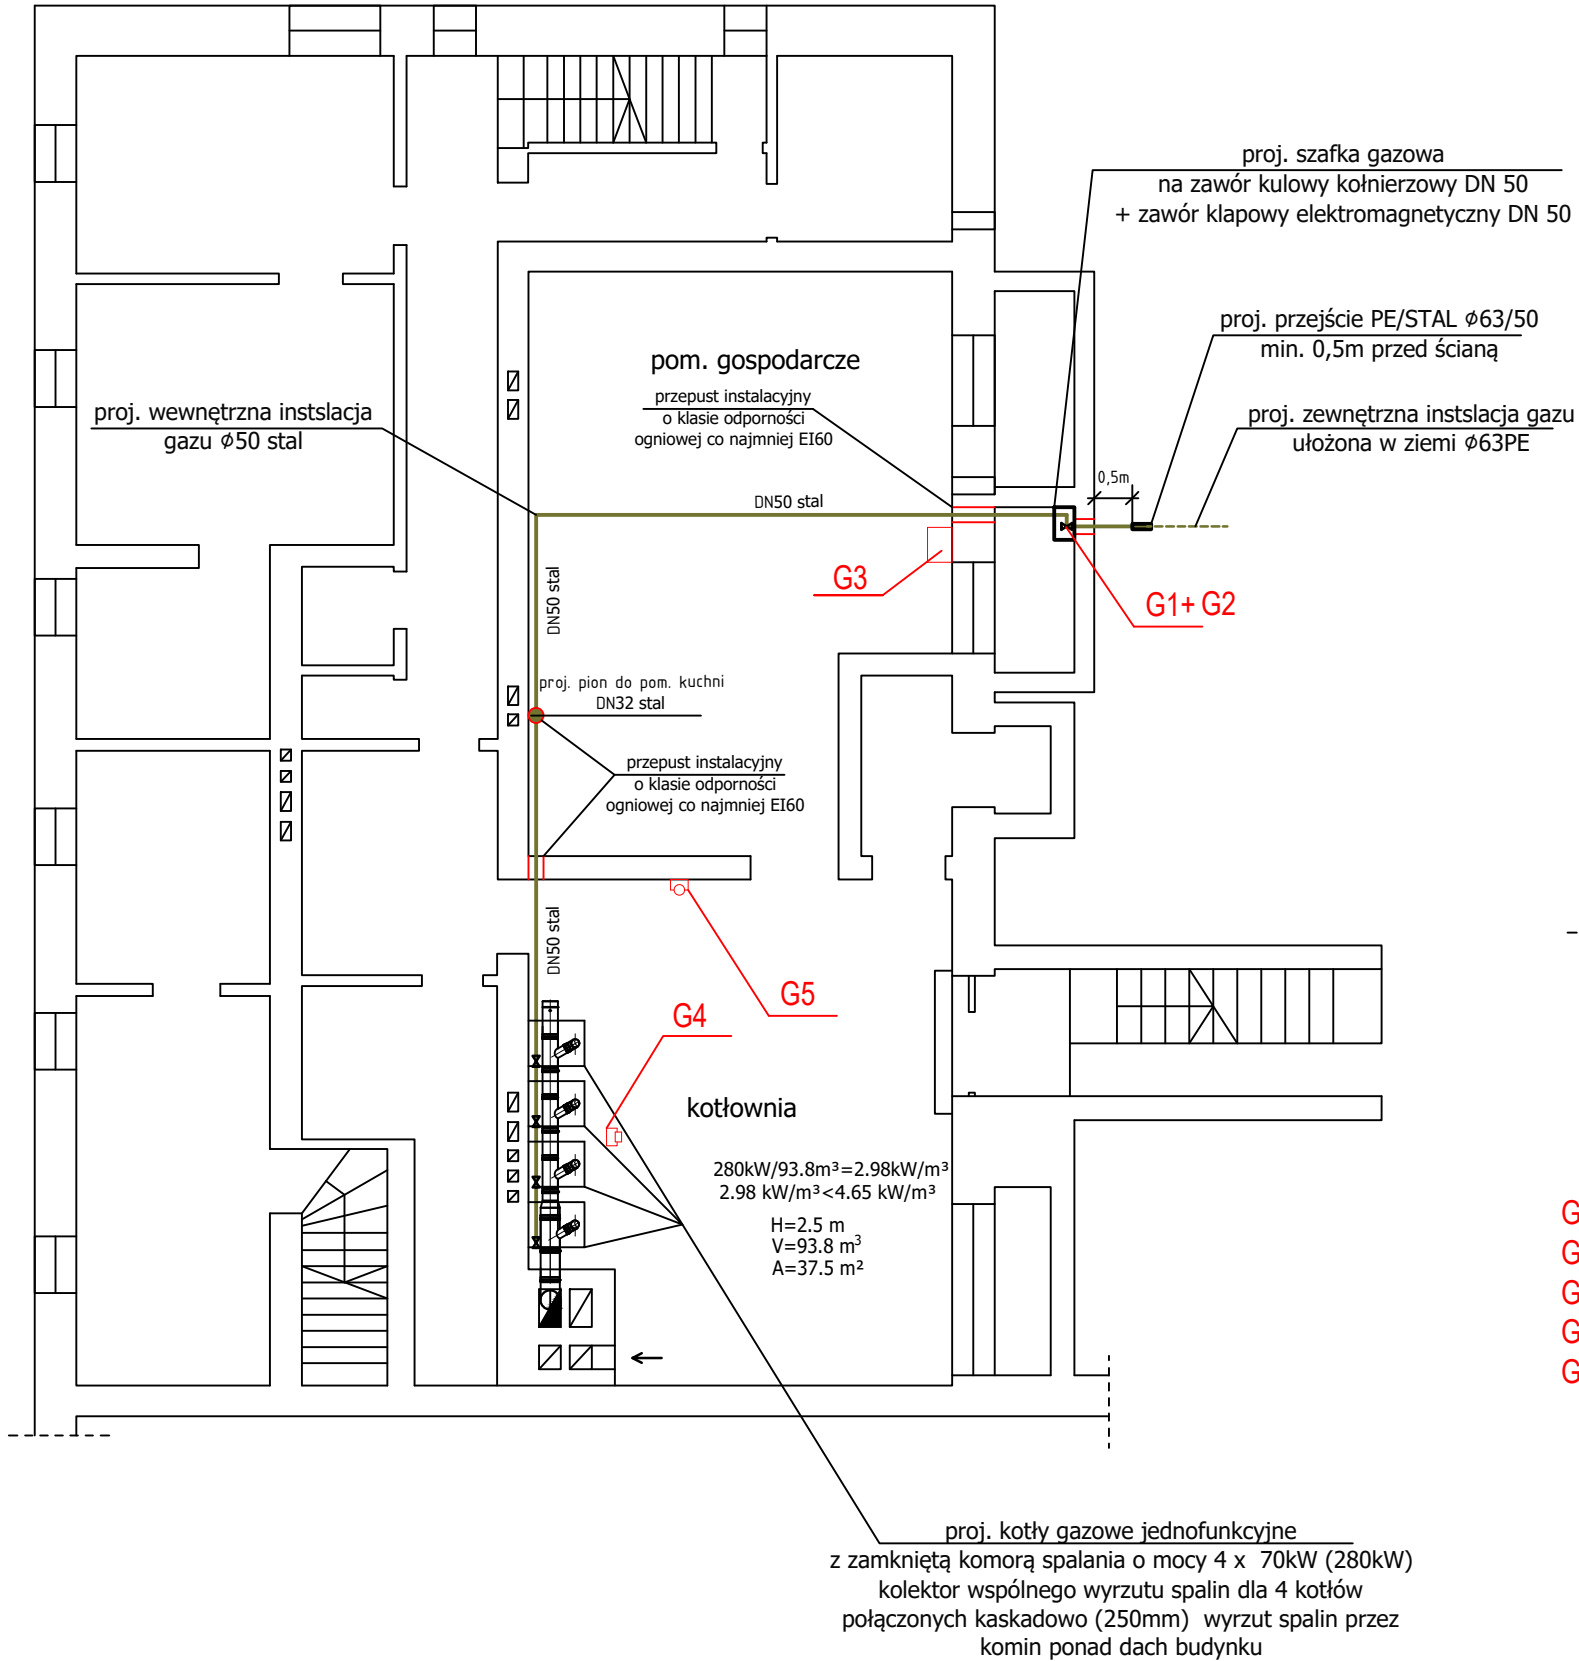 proj. szafka gazowa
na zawór kulowy kołnierzowy DN 50
+ zawór klapowy elektromagnetyczny DN 50
proj. przejście PE/STAL ϕ63/50
min. 0,5m przed ścianą
proj. zewnętrzna instslacja gazu
ułożona w ziemi ϕ63PE
0,5m
pom. gospodarcze
przepust instalacyjny
o klasie odporności
ogniowej co najmniej EI60
proj. wewnętrzna instslacja
gazu ϕ50 stal
DN50 stal
G3
G1+ G2
DN50 stal
proj. pion do pom. kuchni
DN32 stal
przepust instalacyjny
o klasie odporności
ogniowej co najmniej EI60
DN50 stal
G5
G4
kotłownia
280kW/93.8m³=2.98kW/m³
2.98 kW/m³<4.65 kW/m³
H=2.5 m
V=93.8 m³
A=37.5 m²
G
G
G
G
G
proj. kotły gazowe jednofunkcyjne
z zamkniętą komorą spalania o mocy 4 x 70kW (280kW)
kolektor wspólnego wyrzutu spalin dla 4 kotłów
połączonych kaskadowo (250mm) wyrzut spalin przez
komin ponad dach budynku